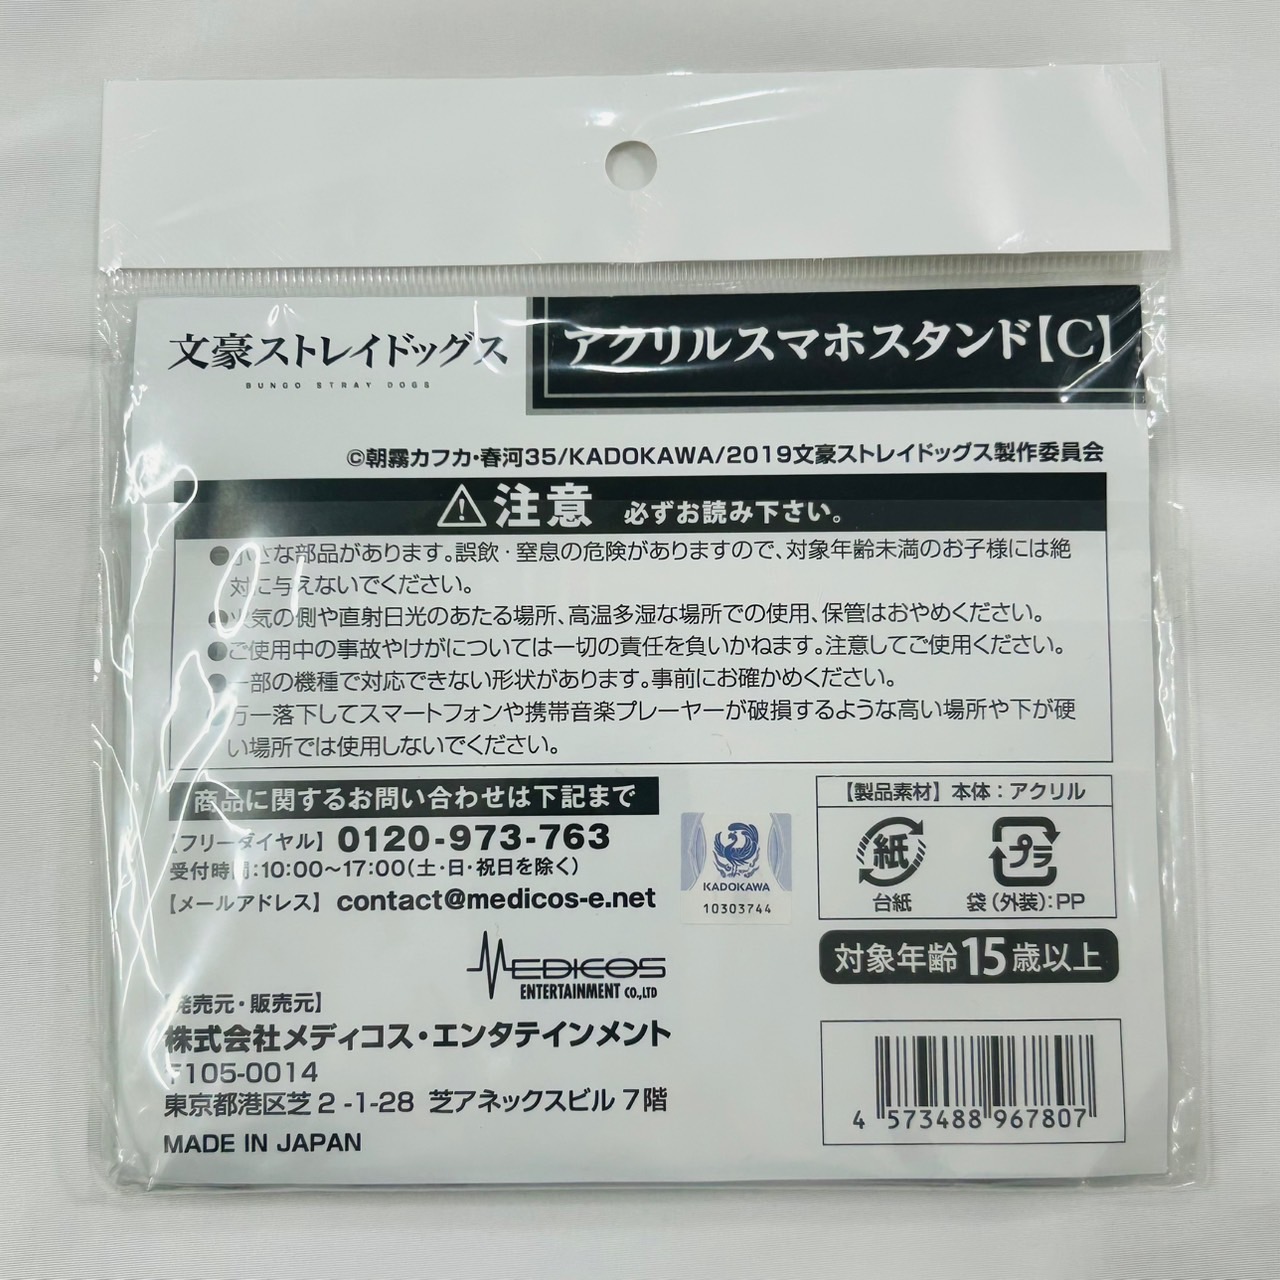 文豪ストレイドッグス
BUNGO STRAY DOGS
アクリルスマホスタンド【C】
©朝霧カフカ・春河35/KADOKAWA/2019文豪ストレイドッグス製作委員会
注意 必ずお読み下さい。
●小さな部品があります。誤飲・窒息の危険がありますので、対象年齢未満のお子様には絶
対に与えないでください。
●火気の側や直射日光のあたる場所、高温多湿な場所での使用、保管はおやめください。
●ご使用中の事故やけがについては一切の責任を負いかねます。注意してご使用ください。
●一部の機種で対応できない形状があります。事前にお確かめください。
●万一落下してスマートフォンや携帯音楽プレーヤーが破損するような高い場所や下が硬
い場所では使用しないでください。
商品に関するお問い合わせは下記まで
【フリーダイヤル】0120-973-763
受付時間:10:00～17:00(土・日・祝日を除く)
【メールアドレス】 contact@medicos-e.net
KADOKAWA
10303744
【製品素材】本体：アクリル
紙
台紙
プラ
袋(外装):PP
対象年齢15歳以上
MEDICOS
ENTERTAINMENT CO.,LTD
【発売元・販売元】
株式会社メディコス・エンタテインメント
〒105-0014
東京都港区芝2-1-28 芝アネックスビル7階
MADE IN JAPAN
4 573488 967807